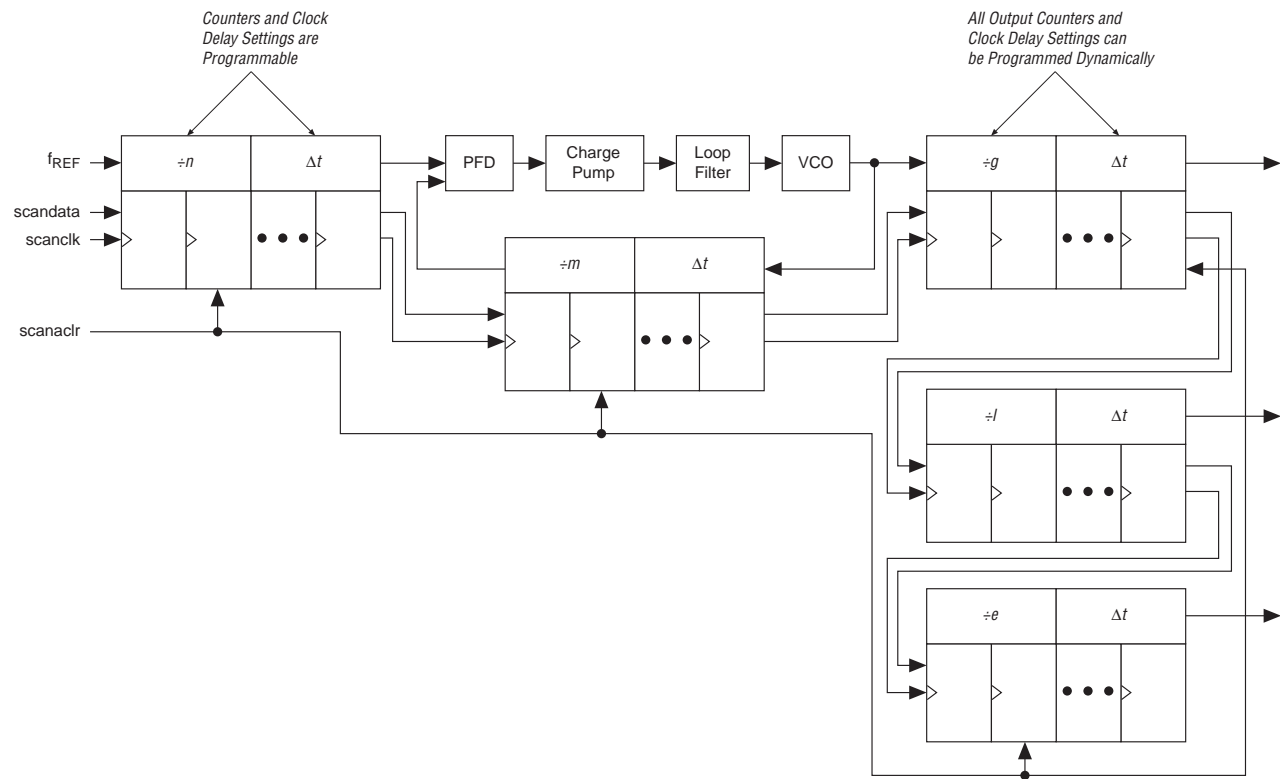 Counters and Clock
Delay Settings are
Programmable
All Output Counters and
Clock Delay Settings can
be Programmed Dynamically
fREF
÷n
Δt
PFD
Charge
Pump
Loop
Filter
VCO
÷g
Δt
scandata
scanclk
÷m
Δt
scanaclr
÷l
Δt
÷e
Δt